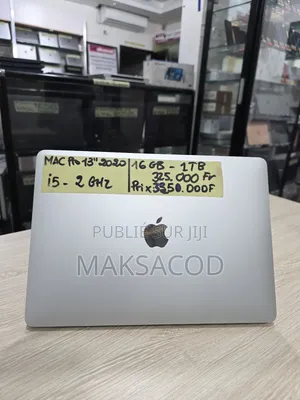 MAC Pro 13" 2020 | 16 GB - 1TB
325.000 Fr
i5 - 2 GHz | Prix 3350.000F
PUBLIÉ SUR JIJI
MAKSACOD